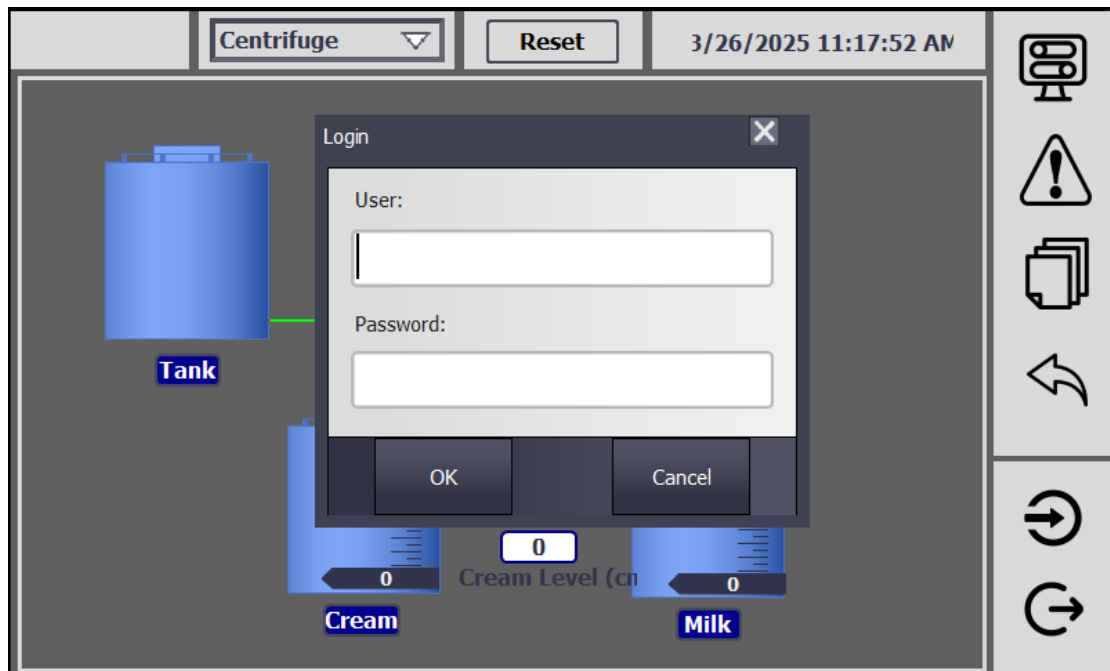 Centrifuge
Reset
3/26/2025 11:17:52 AM
Login
User:
Password:
OK
Cancel
Tank
0
Cream Level (cm
0
0
Cream
Milk